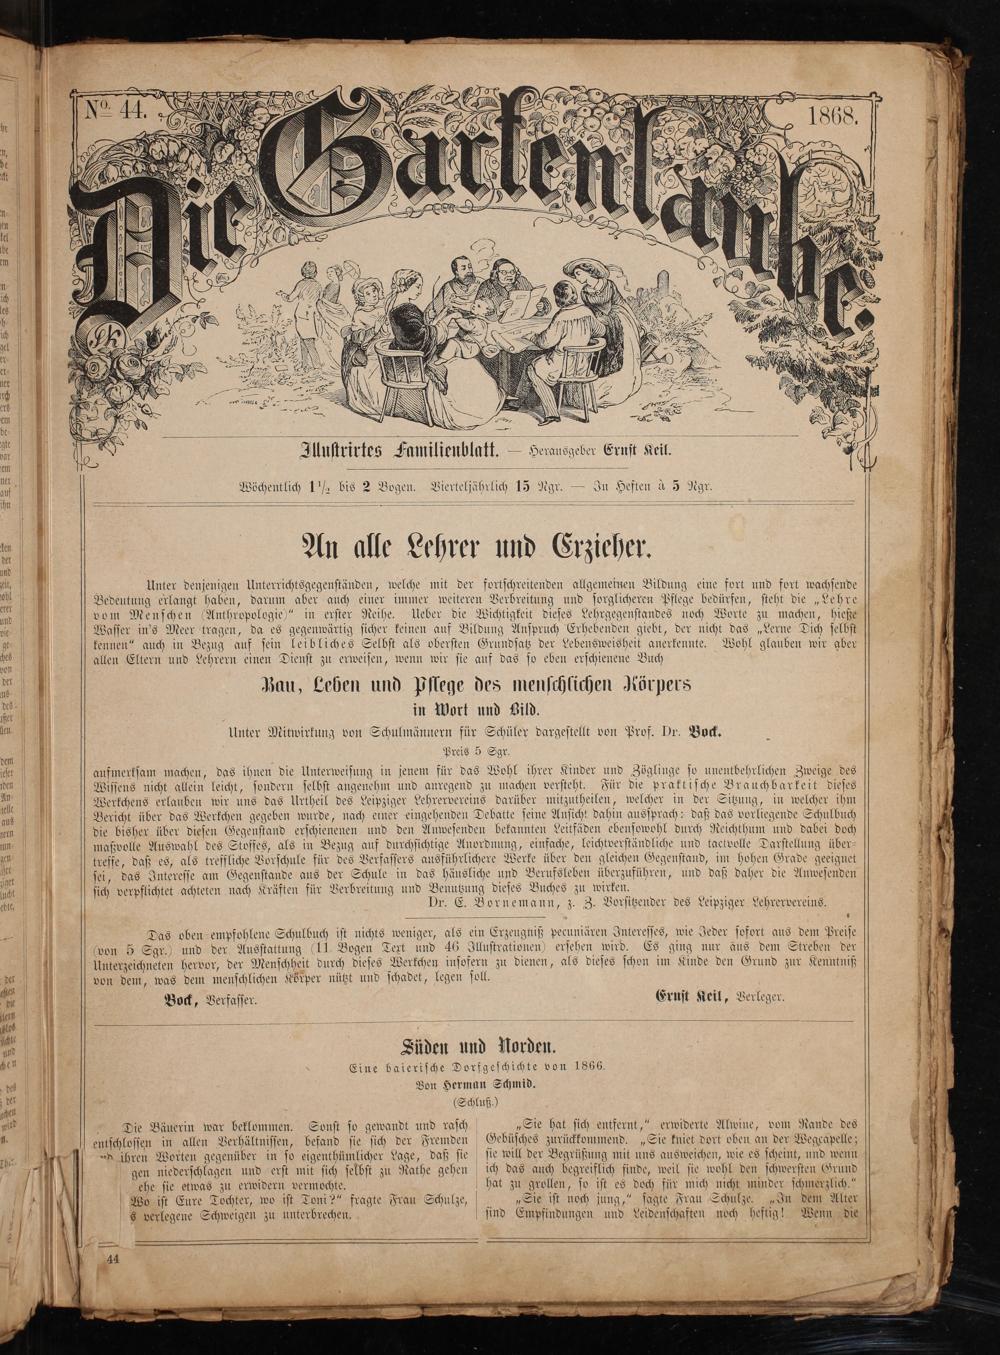 No. 44.
1868.
Die Gartenlaube.
Illustrirtes Familienblatt. — Herausgeber Ernst Keil.
Wöchentlich 1 1/2 bis 2 Bogen. Vierteljährlich 15 Ngr. — In Heften à 5 Ngr.
An alle Lehrer und Erzieher.
Unter denjenigen Unterrichtsgegenständen, welche mit der fortschreitenden allgemeinen Bildung eine fort und fort wachsende
Bedeutung erlangt haben, darum aber auch einer immer weiteren Verbreitung und sorglicheren Pflege bedürfen, steht die „Lehre
vom Menschen (Anthropologie)“ in erster Reihe. Ueber die Wichtigkeit dieses Lehrgegenstandes noch Worte zu machen, hieße
Wasser in's Meer tragen, da es gegenwärtig sicher keinen auf Bildung Anspruch Erhebenden giebt, der nicht das „Lerne Dich selbst
kennen“ auch in Bezug auf sein leibliches Selbst als obersten Grundsatz der Lebensweisheit anerkennte. Wohl glauben wir aber
allen Eltern und Lehrern einen Dienst zu erweisen, wenn wir sie auf das so eben erschienene Buch
Bau, Leben und Pflege des menschlichen Körpers
in Wort und Bild.
Unter Mitwirkung von Schulmännern für Schüler dargestellt von Prof. Dr. Bock.
Preis 5 Sgr.
aufmerksam machen, das ihnen die Unterweisung in jenem für das Wohl ihrer Kinder und Zöglinge so unentbehrlichen Zweige des
Wissens nicht allein leicht, sondern selbst angenehm und anregend zu machen versteht. Für die praktische Brauchbarkeit dieses
Werkchens erlauben wir uns das Urtheil des Leipziger Lehrervereins darüber mitzutheilen, welcher in der Sitzung, in welcher ihm
Bericht über das Werkchen gegeben wurde, nach einer eingehenden Debatte seine Ansicht dahin aussprach: daß das vorliegende Schulbuch
die bisher über diesen Gegenstand erschienenen und den Anwesenden bekannten Leitfäden ebensowohl durch Reichthum und dabei doch
maßvolle Auswahl des Stoffes, als in Bezug auf durchsichtige Anordnung, einfache, leichtverständliche und tactvolle Darstellung über-
treffe, daß es, als treffliche Vorschule für des Verfassers ausführlichere Werke über den gleichen Gegenstand, im hohen Grade geeignet
sei, das Interesse am Gegenstande aus der Schule in das häusliche und Berufsleben überzuführen, und daß daher die Anwesenden
sich verpflichtet achteten nach Kräften für Verbreitung und Benutzung dieses Buches zu wirken.
Dr. E. Bornemann, z. Z. Vorsitzender des Leipziger Lehrervereins.
Das oben empfohlene Schulbuch ist nichts weniger, als ein Erzeugniß pecuniären Interesses, wie Jeder sofort aus dem Preise
(von 5 Sgr.) und der Ausstattung (11 Bogen Text und 46 Illustrationen) ersehen wird. Es ging nur aus dem Streben der
Unterzeichneten hervor, der Menschheit durch dieses Werkchen insofern zu dienen, als dieses schon im Kinde den Grund zur Kenntniß
von dem, was dem menschlichen Körper nützt und schadet, legen soll.
Bock, Verfasser.
Ernst Keil, Verleger.
Süden und Norden.
Eine baierische Dorfgeschichte von 1866.
Von Herman Schmid.
(Schluß.)
Die Bäuerin war beklommen. Sonst so gewandt und rasch
entschlossen in allen Verhältnissen, befand sie sich der Fremden
ihren Worten gegenüber in so eigenthümlicher Lage, daß sie
gen niederschlagen und erst mit sich selbst zu Rathe gehen
ehe sie etwas zu erwidern vermochte.
Wo ist Eure Tochter, wo ist Toni?“ fragte Frau Schulze,
s verlegene Schweigen zu unterbrechen.
„Sie hat sich entfernt,“ erwiderte Alwine, vom Rande des
Gebüsches zurückkommend. „Sie kniet dort oben an der Wegcapelle;
sie will der Begrüßung mit uns ausweichen, wie es scheint, und wenn
ich das auch begreiflich finde, weil sie wohl den schwersten Grund
hat zu grollen, so ist es doch für mich nicht minder schmerzlich.“
„Sie ist noch jung,“ sagte Frau Schulze. „In dem Alter
sind Empfindungen und Leidenschaften noch heftig! Wenn die
44